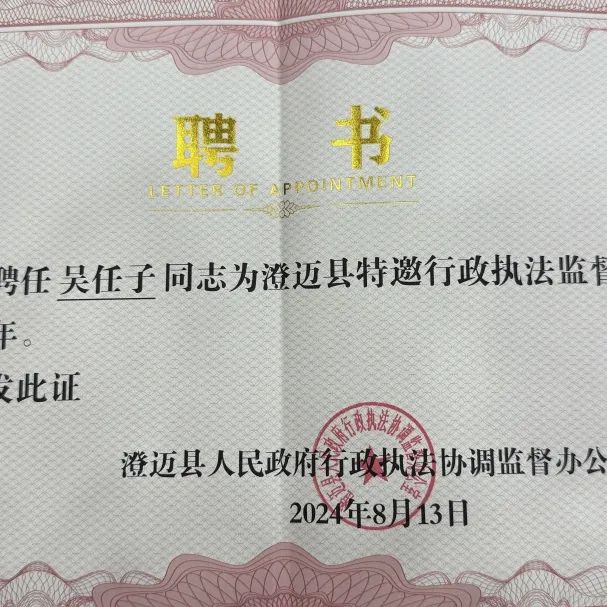 聘 书
LETTER OF APPOINTMENT
聘任 吴任子 同志为澄迈县特邀行政执法监督
年。
发此证
澄迈县人民政府行政执法协调监督办公
2024年8月13日